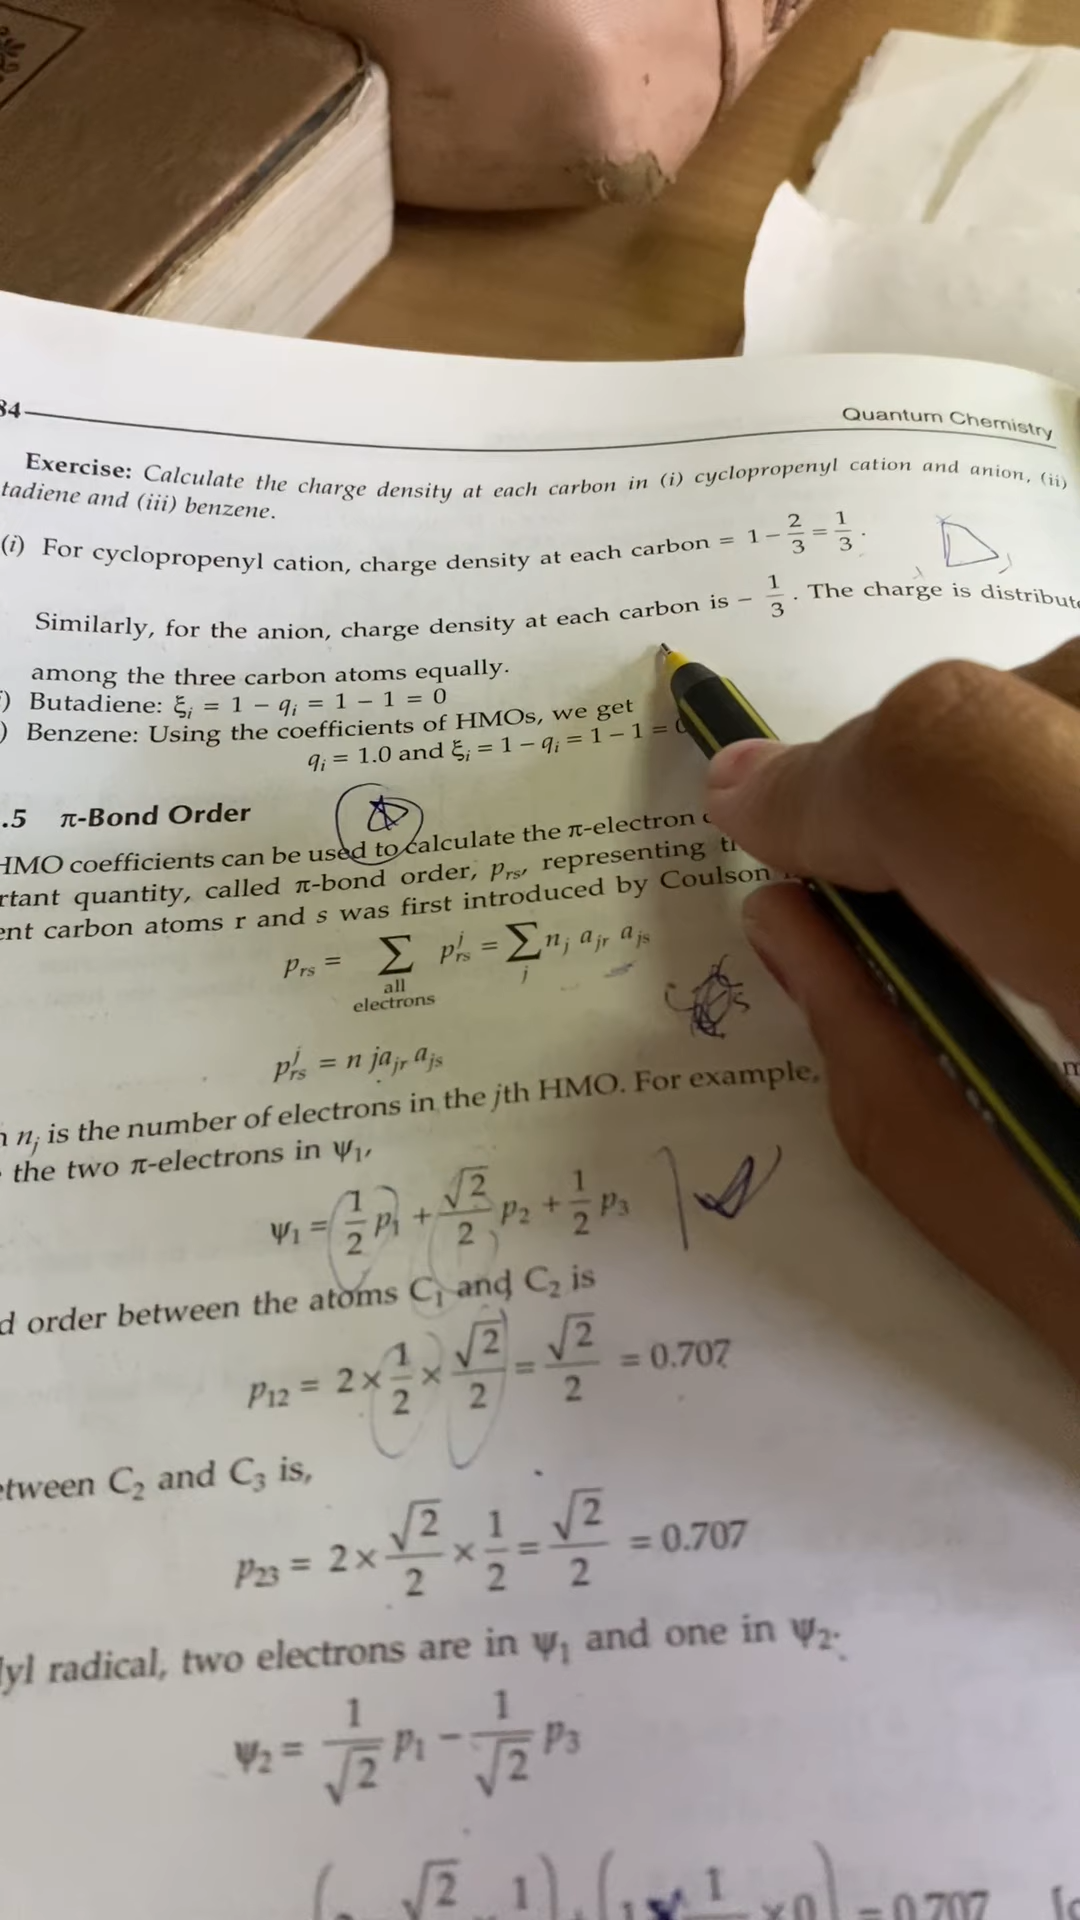 84 Quantum Chemistry
Exercise: Calculate the charge density at each carbon in (i) cyclopropenyl cation and anion, (ii)
tadiene and (iii) benzene.
(i) For cyclopropenyl cation, charge density at each carbon = 1 − 2/3 = 1/3 .
Similarly, for the anion, charge density at each carbon is − 1/3 . The charge is distribute
among the three carbon atoms equally.
) Butadiene: ξi = 1 − qi = 1 − 1 = 0
) Benzene: Using the coefficients of HMOs, we get
qi = 1.0 and ξi = 1 − qi = 1 − 1 =
.5 π-Bond Order
HMO coefficients can be used to calculate the π-electron
rtant quantity, called π-bond order, prs, representing
ent carbon atoms r and s was first introduced by Coulson
prs = Σ pʲrs = Σ nj ajr ajs
all j
electrons
pʲrs = n jajr ajs
nj is the number of electrons in the jth HMO. For example,
the two π-electrons in ψ1,
ψ1 = 1/2 p1 + √2/2 p2 + 1/2 p3
d order between the atoms C1 and C2 is
p12 = 2 × 1/2 × √2/2 = √2/2 = 0.707
etween C2 and C3 is,
p23 = 2 × √2/2 × 1/2 = √2/2 = 0.707
lyl radical, two electrons are in ψ1 and one in ψ2.
ψ2 = 1/√2 p1 − 1/√2 p3
√2 1 1 ×0 = 0.707